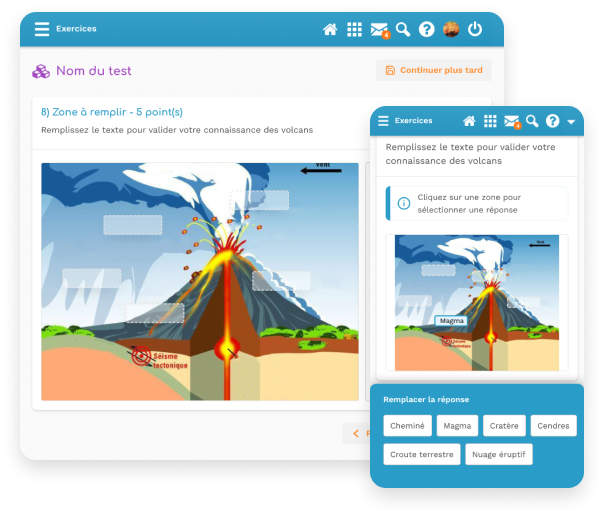 Exercices
4
?
Nom du test
Continuer plus tard
8) Zone à remplir - 5 point(s)
Remplissez le texte pour valider votre connaissance des volcans
Vent
Séisme
tectonique
Exercices
4
?
Remplissez le texte pour valider votre
connaissance des volcans
Cliquez sur une zone pour
sélectionner une réponse
Vent
Magma
Séisme
tectonique
Remplacer la réponse
Cheminé
Magma
Cratère
Cendres
Croute terrestre
Nuage éruptif